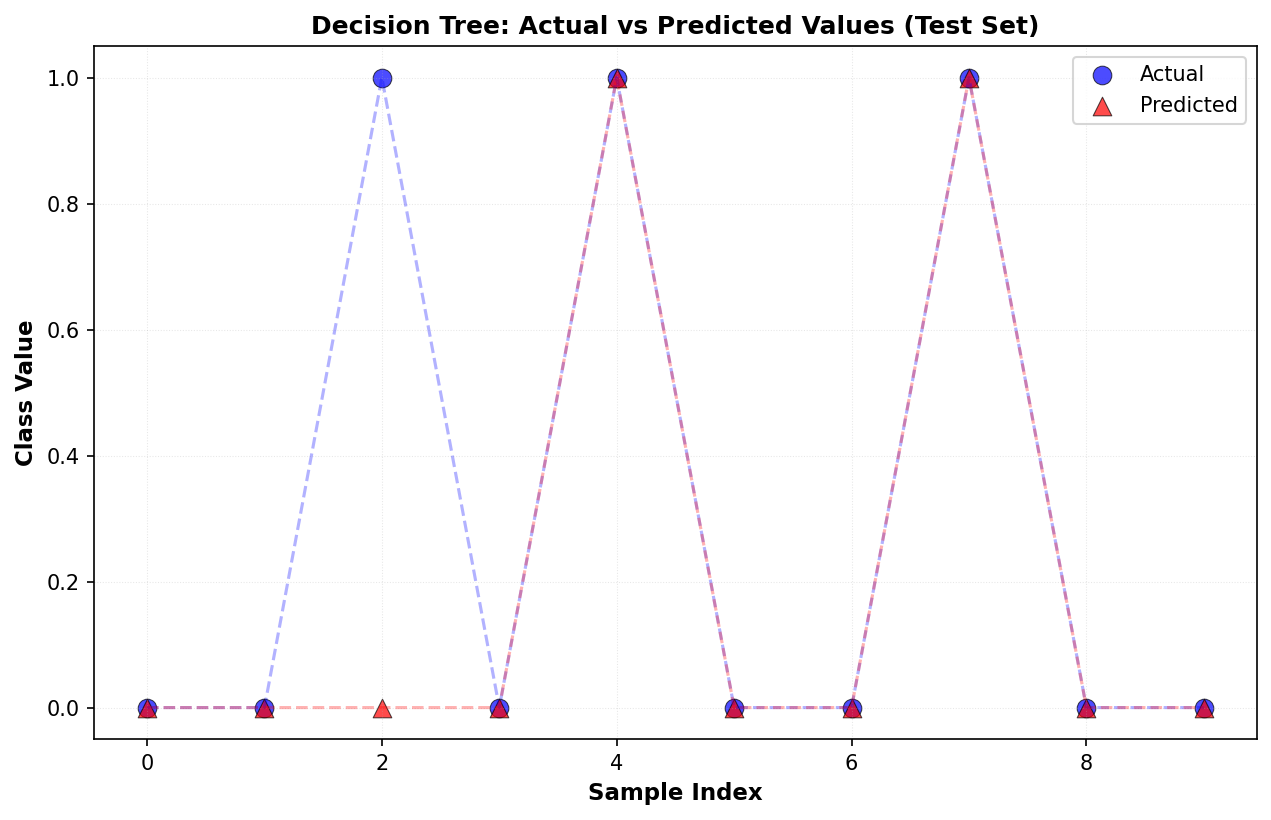 Decision Tree: Actual vs Predicted Values (Test Set)
Actual
Predicted
Class Value
1.0
0.8
0.6
0.4
0.2
0.0
0 2 4 6 8
Sample Index